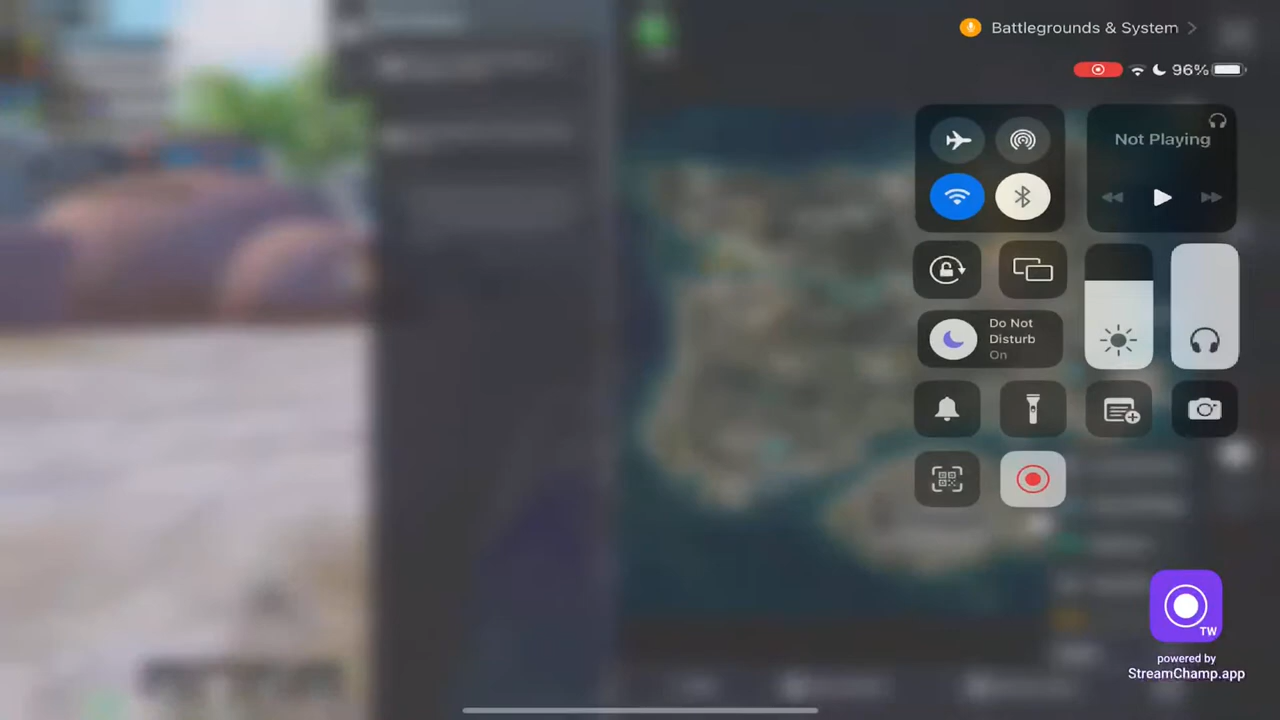 Battlegrounds & System
96%
Not Playing
Do Not
Disturb
On
TW
powered by
StreamChamp.app